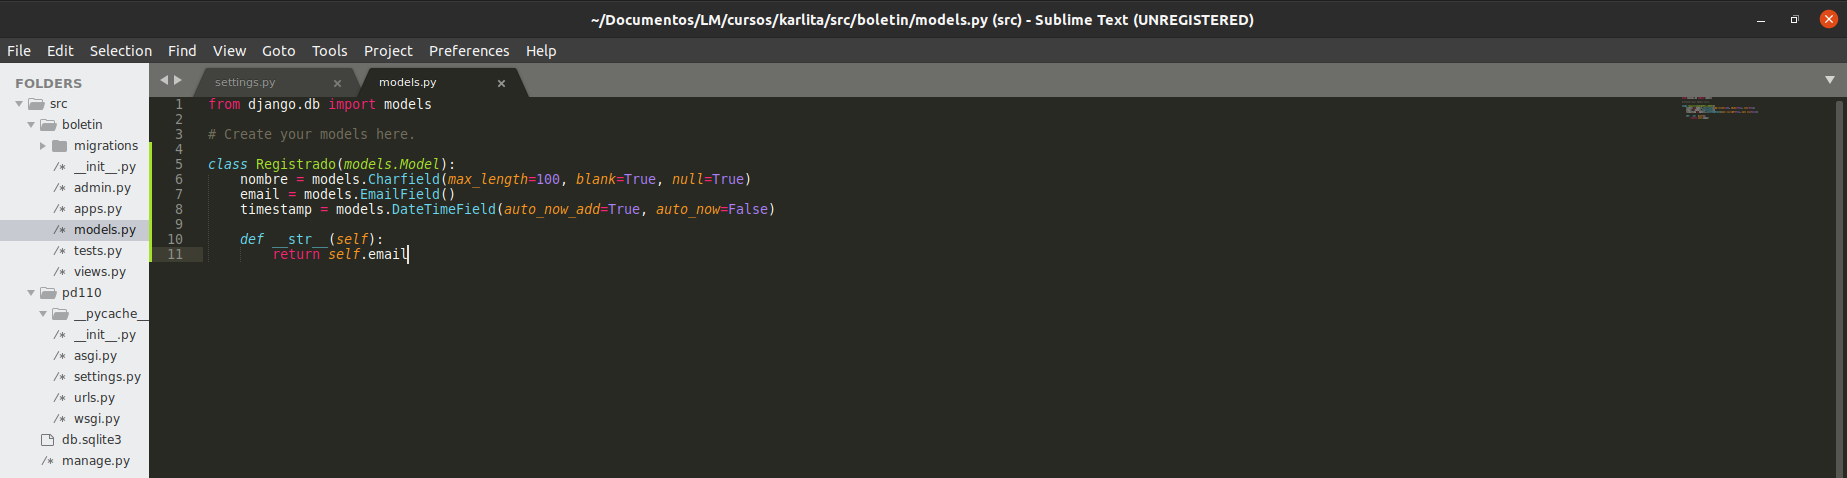 ~/Documentos/LM/cursos/karlita/src/boletin/models.py (src) - Sublime Text (UNREGISTERED)
File Edit Selection Find View Goto Tools Project Preferences Help
FOLDERS
src
boletin
migrations
/* __init__.py
/* admin.py
/* apps.py
/* models.py
/* tests.py
/* views.py
pd110
__pycache__
/* __init__.py
/* asgi.py
/* settings.py
/* urls.py
/* wsgi.py
db.sqlite3
/* manage.py
settings.py × models.py ×
1 from django.db import models
2
3 # Create your models here.
4
5 class Registrado(models.Model):
6 nombre = models.Charfield(max_length=100, blank=True, null=True)
7 email = models.EmailField()
8 timestamp = models.DateTimeField(auto_now_add=True, auto_now=False)
9
10 def __str__(self):
11 return self.email